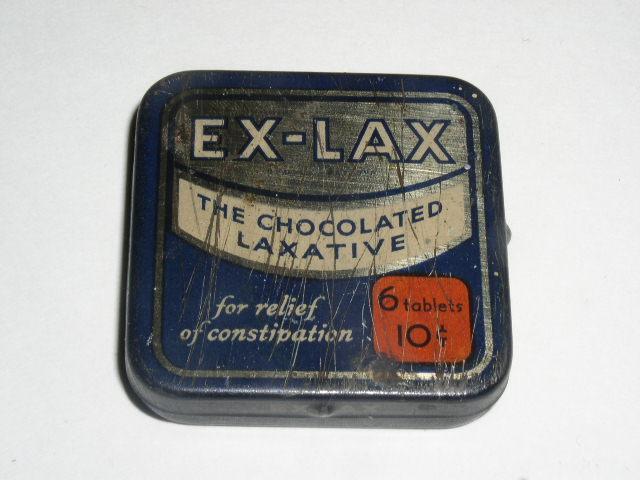 EX-LAX
THE CHOCOLATED
LAXATIVE
for relief
of constipation
6 tablets
10¢